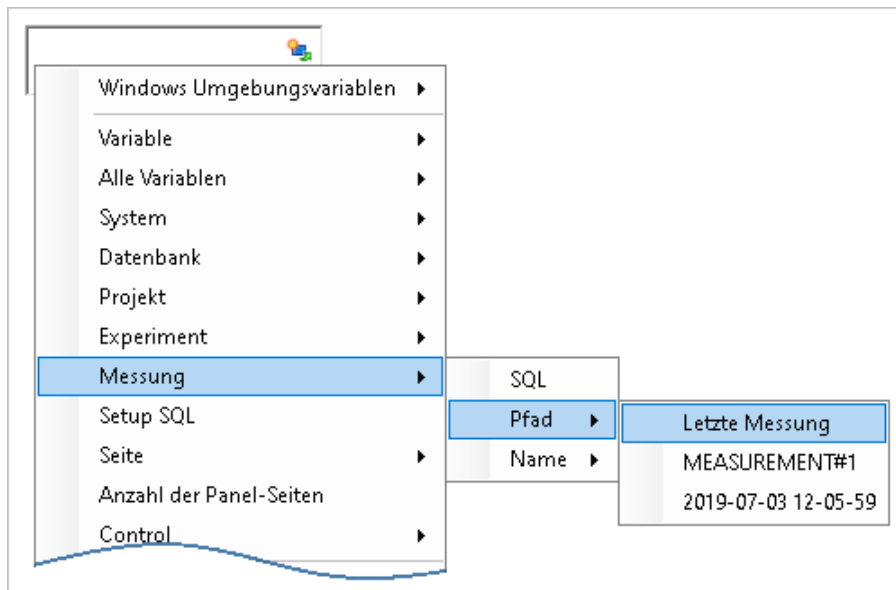 Windows Umgebungsvariablen
Variable
Alle Variablen
System
Datenbank
Projekt
Experiment
Messung
Setup SQL
Seite
Anzahl der Panel-Seiten
Control
SQL
Pfad
Name
Letzte Messung
MEASUREMENT#1
2019-07-03 12-05-59